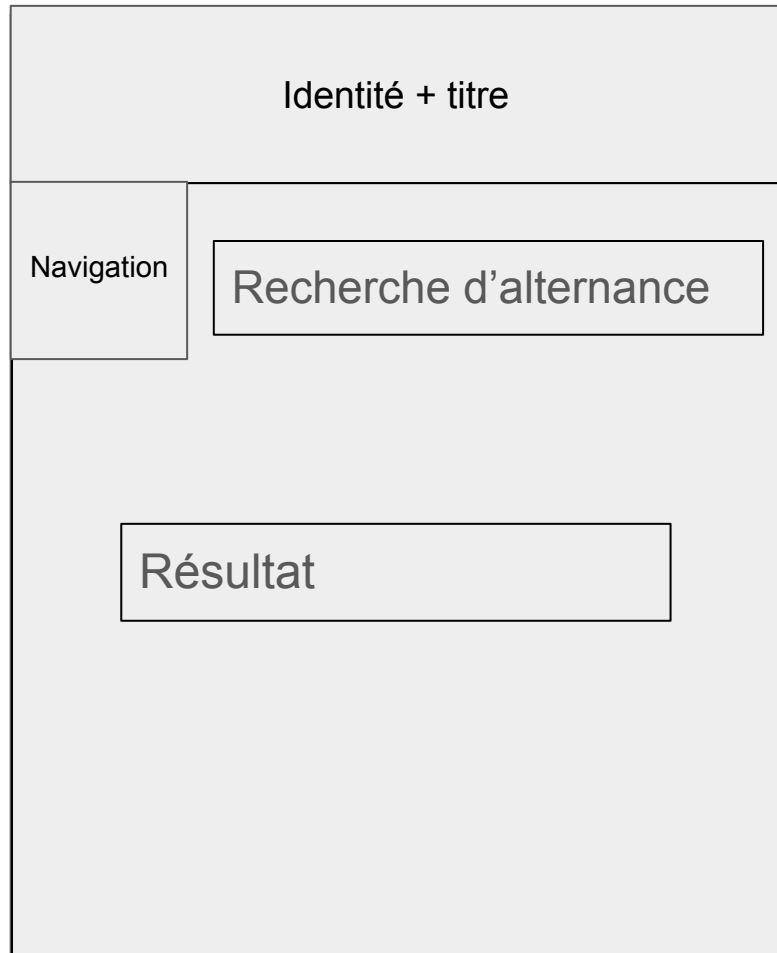 Identité + titre
Navigation
Recherche d’alternance
Résultat